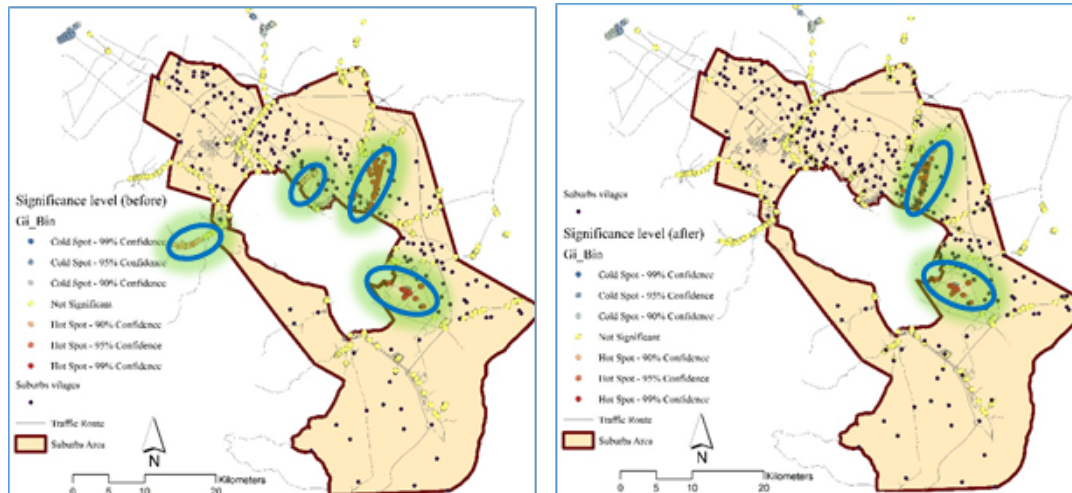 Significance level (before)
Gi_Bin
Cold Spot - 99% Confidence
Cold Spot - 95% Confidence
Cold Spot - 90% Confidence
Not Significant
Hot Spot - 90% Confidence
Hot Spot - 95% Confidence
Hot Spot - 99% Confidence
Suburbs vilages
Traffic Route
Suburbs Area
N
Kilometers
0 5 10 20
Suburbs vilages
Significance level (after)
Gi_Bin
Cold Spot - 99% Confidence
Cold Spot - 95% Confidence
Cold Spot - 90% Confidence
Not Significant
Hot Spot - 90% Confidence
Hot Spot - 95% Confidence
Hot Spot - 99% Confidence
Traffic Route
Suburbs Area
N
Kilometers
0 5 10 20